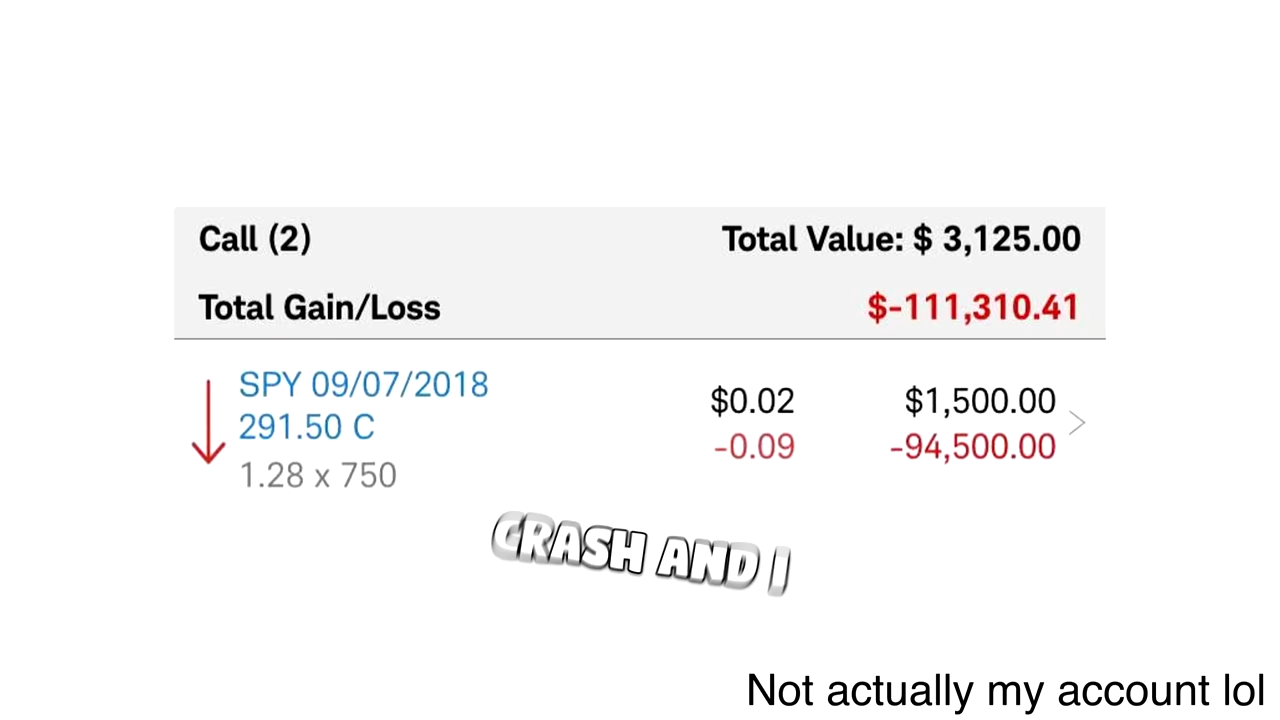 Call (2) Total Value: $ 3,125.00
Total Gain/Loss $-111,310.41
SPY 09/07/2018 $0.02 $1,500.00
291.50 C -0.09 -94,500.00
1.28 x 750
CRASH AND I
Not actually my account lol